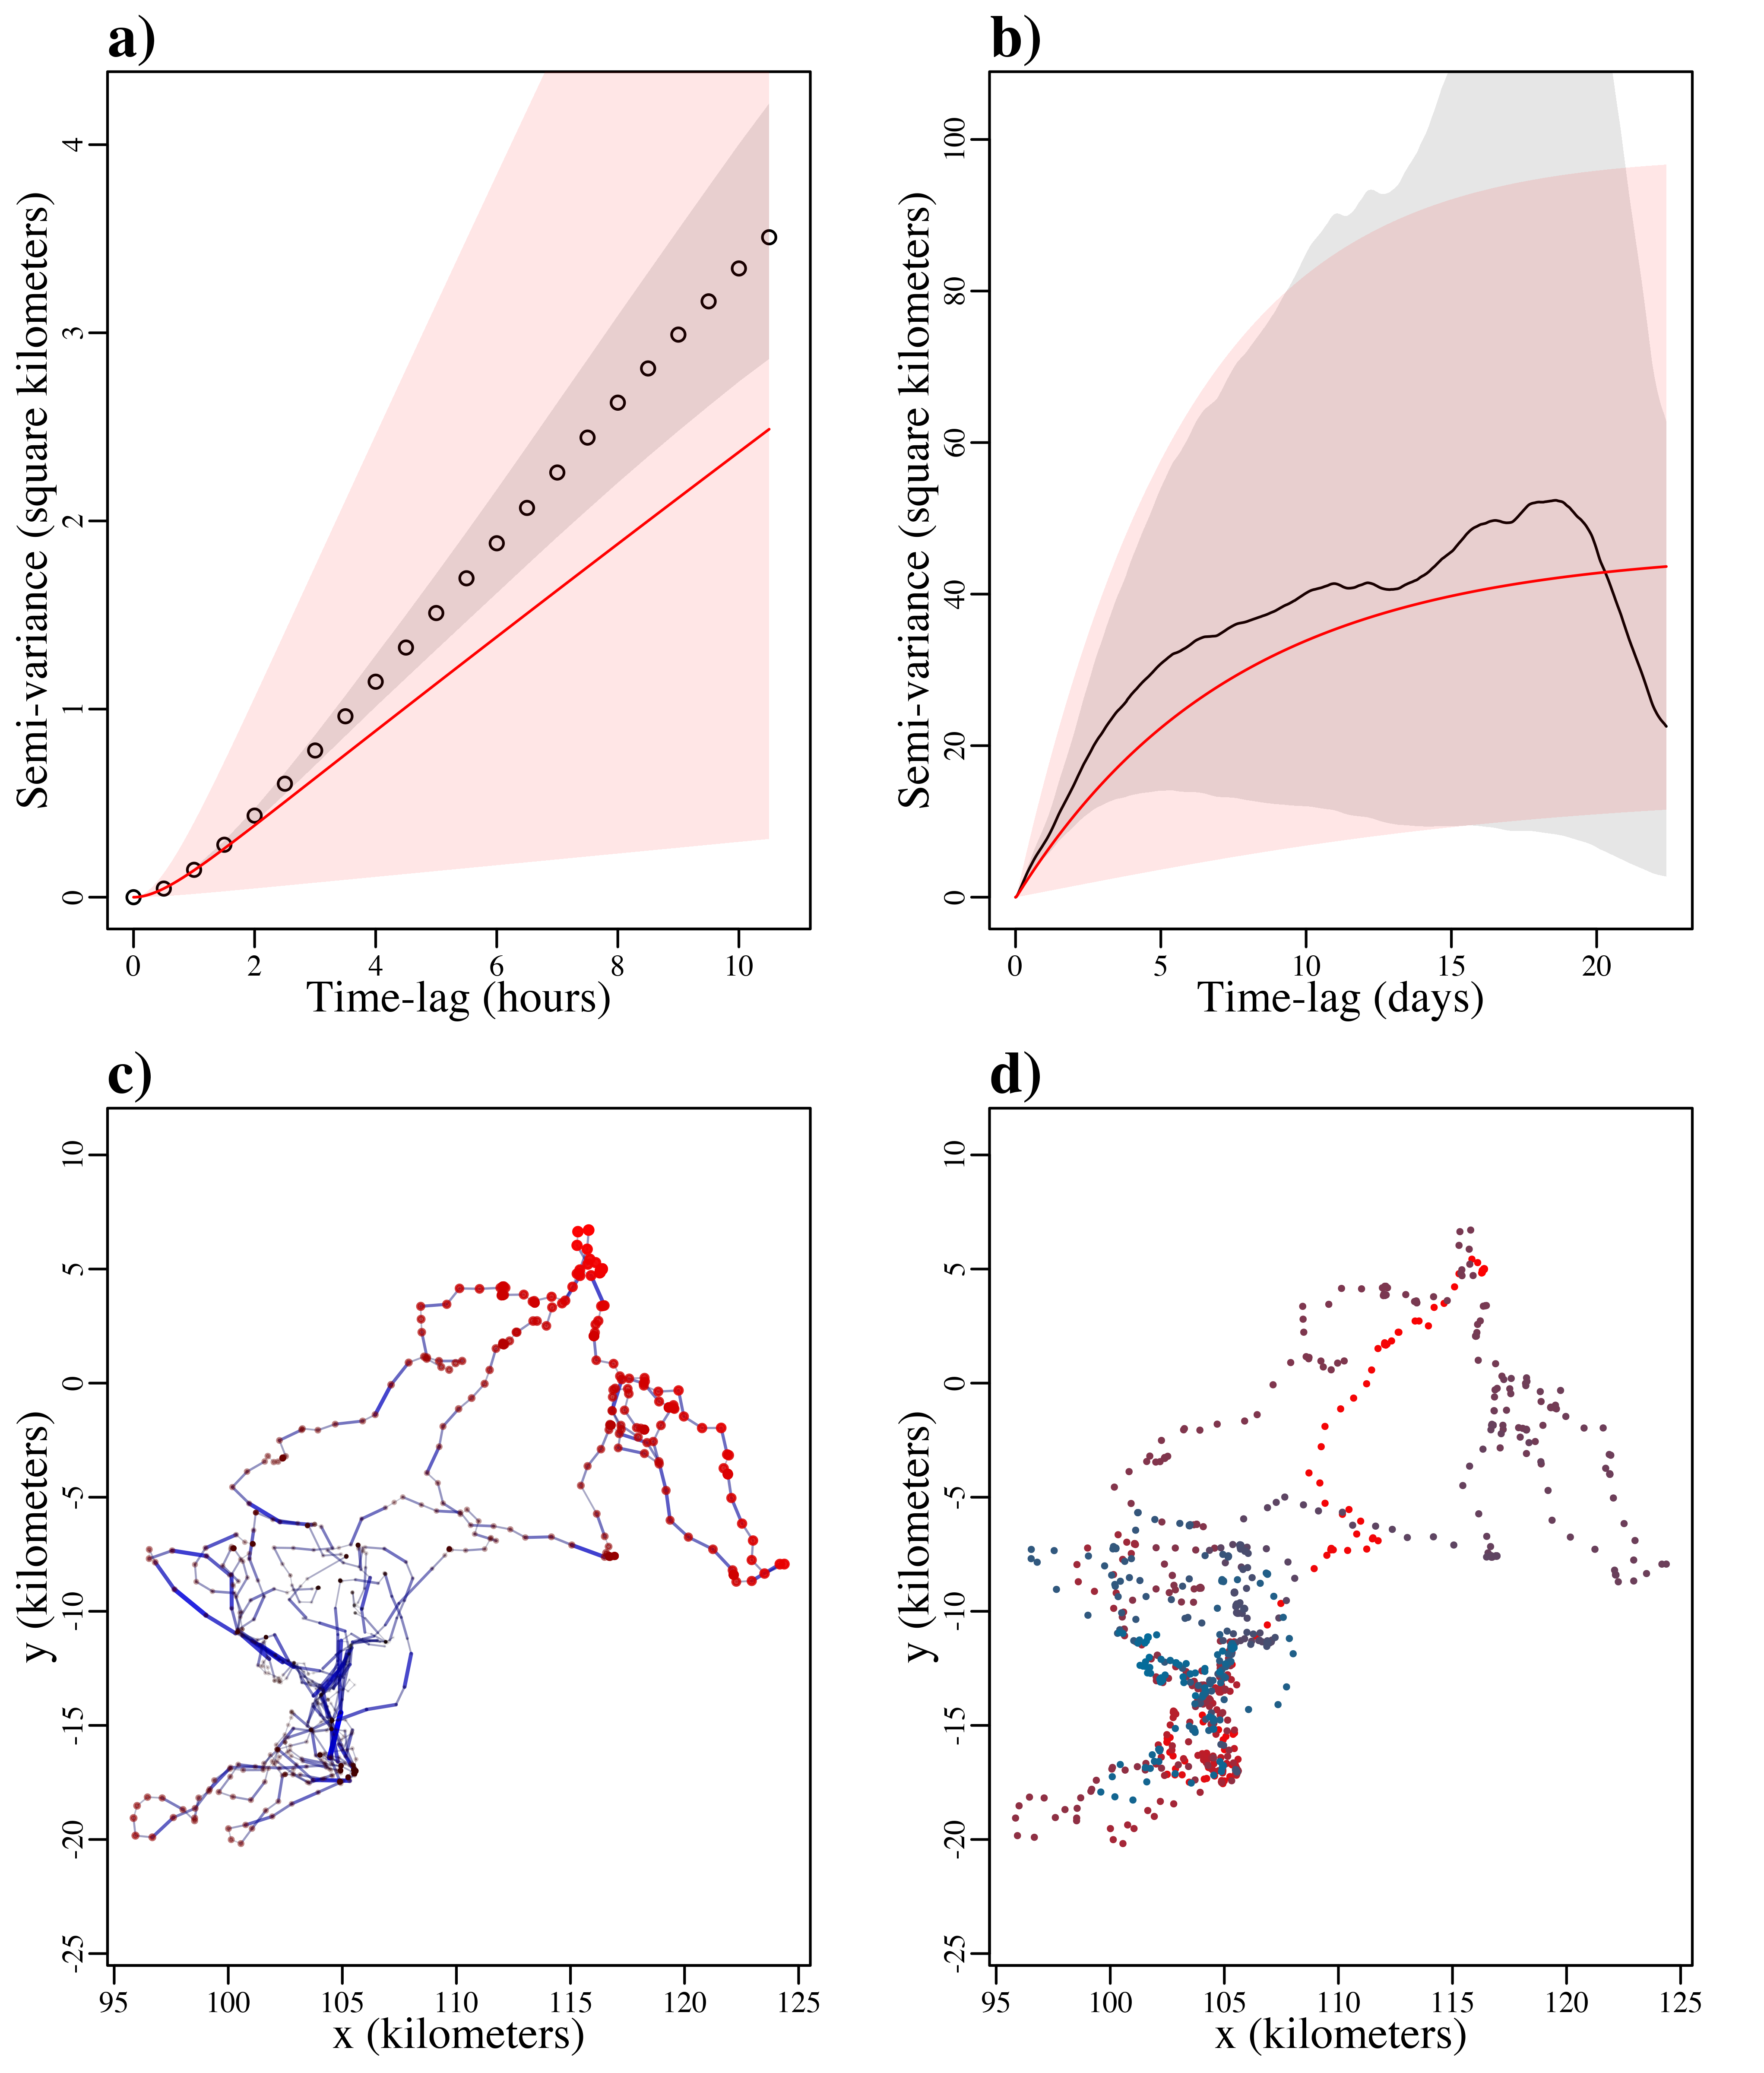 a)
Semi-variance (square kilometers)
4
3
2
1
0
0 2 4 6 8 10
Time-lag (hours)
b)
Semi-variance (square kilometers)
100
80
60
40
20
0
0 5 10 15 20
Time-lag (days)
c)
y (kilometers)
10
5
0
-5
-10
-15
-20
-25
95 100 105 110 115 120 125
x (kilometers)
d)
y (kilometers)
10
5
0
-5
-10
-15
-20
-25
95 100 105 110 115 120 125
x (kilometers)